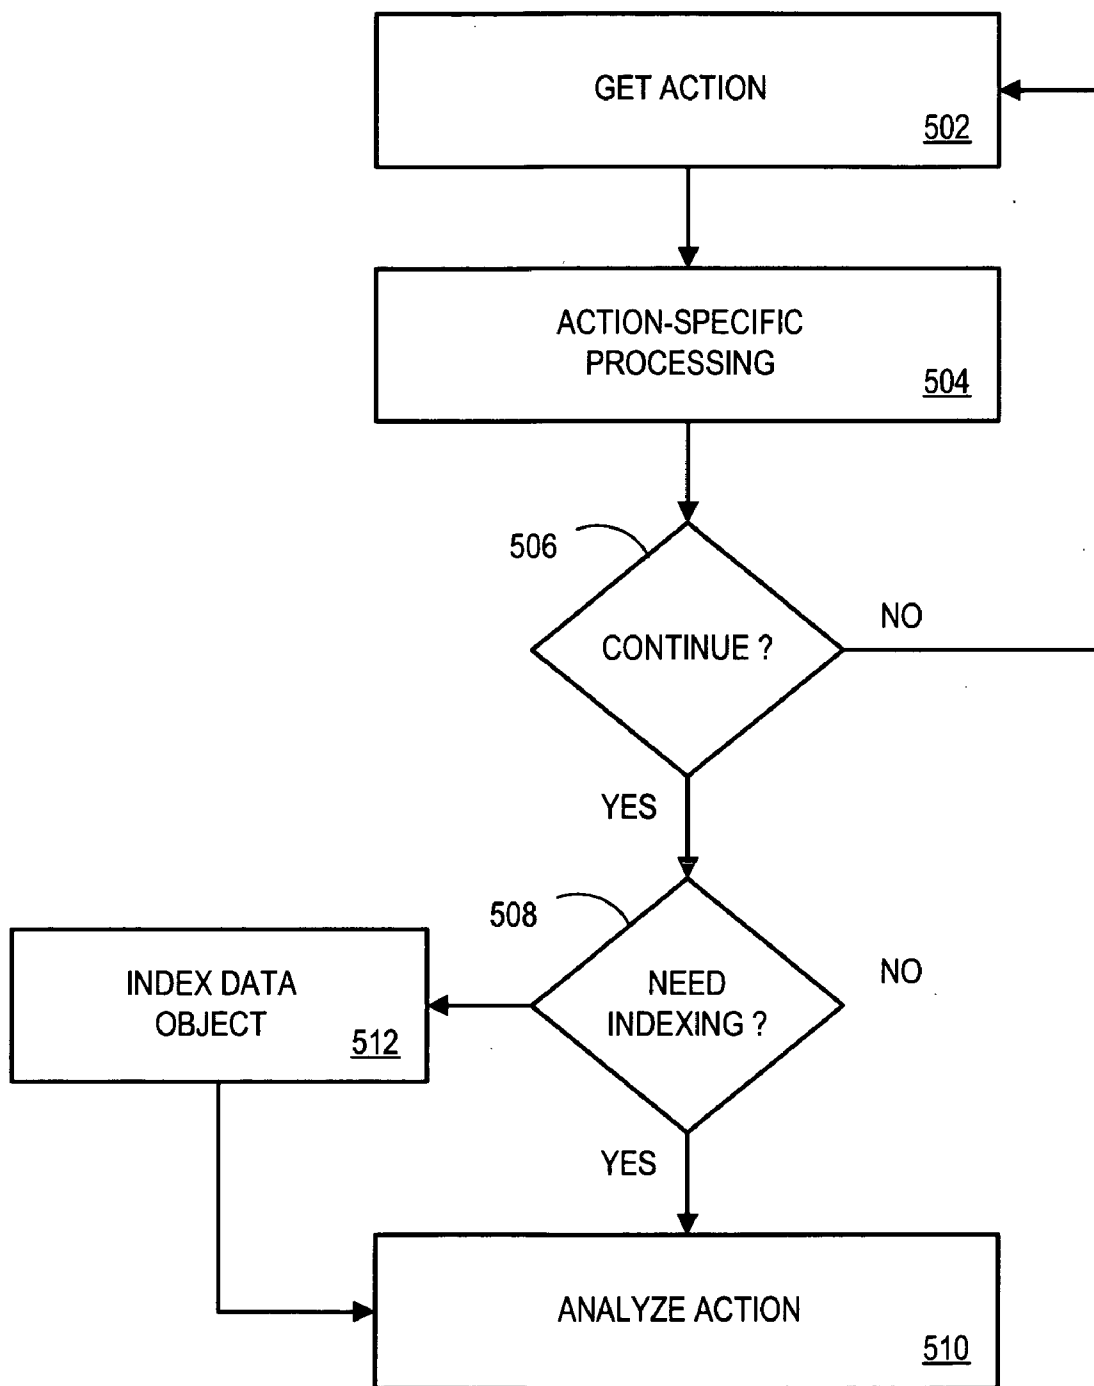 GET ACTION
502
ACTION-SPECIFIC
PROCESSING
504
506
CONTINUE ?
NO
YES
508
NEED
INDEXING ?
NO
INDEX DATA
OBJECT
512
YES
ANALYZE ACTION
510